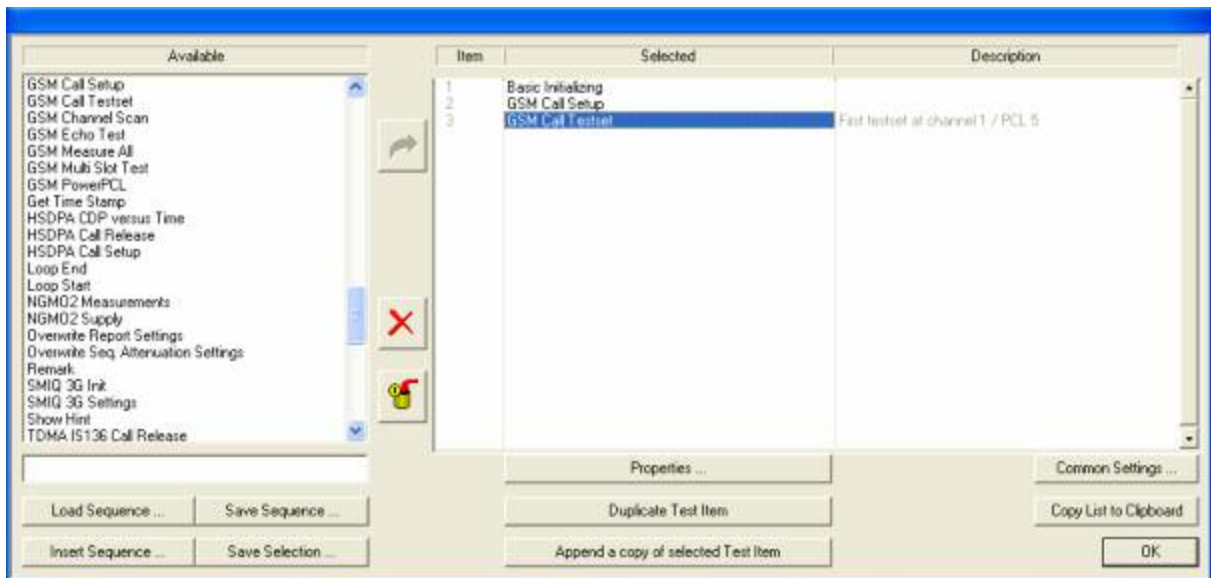 Available
GSM Call Setup
GSM Call Testset
GSM Channel Scan
GSM Echo Test
GSM Measure All
GSM Multi Slot Test
GSM PowerPCL
Get Time Stamp
HSDPA CDP versus Time
HSDPA Call Release
HSDPA Call Setup
Loop End
Loop Start
NGMO2 Measurements
NGMO2 Supply
Overwrite Report Settings
Overwrite Seq. Attenuation Settings
Remark
SMIQ 3G Init
SMIQ 3G Settings
Show Hint
TDMA IS136 Call Release
Load Sequence ... Save Sequence ...
Insert Sequence ... Save Selection ...
Item Selected Description
1 Basic Initializing
2 GSM Call Setup
3 GSM Call Testset First testset at channel 1 / PCL 5
Properties ... Common Settings ...
Duplicate Test Item Copy List to Clipboard
Append a copy of selected Test Item OK